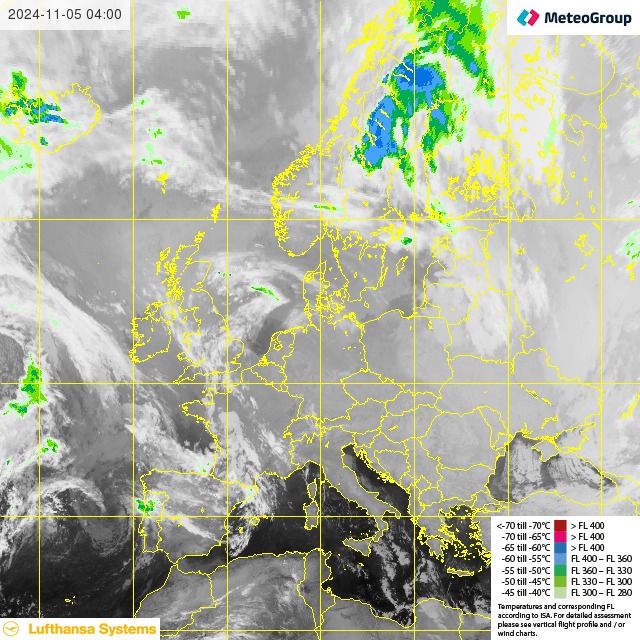 2024-11-05 04:00
MeteoGroup
<-70 till -70°C > FL 400
-70 till -65°C > FL 400
-65 till -60°C > FL 400
-60 till -55°C FL 400 – FL 360
-55 till -50°C FL 360 – FL 330
-50 till -45°C FL 330 – FL 300
-45 till -40°C FL 300 – FL 280
Temperatures and corresponding FL
according to ISA. For detailed assessment
please see vertical flight profile and / or
wind charts.
Lufthansa Systems